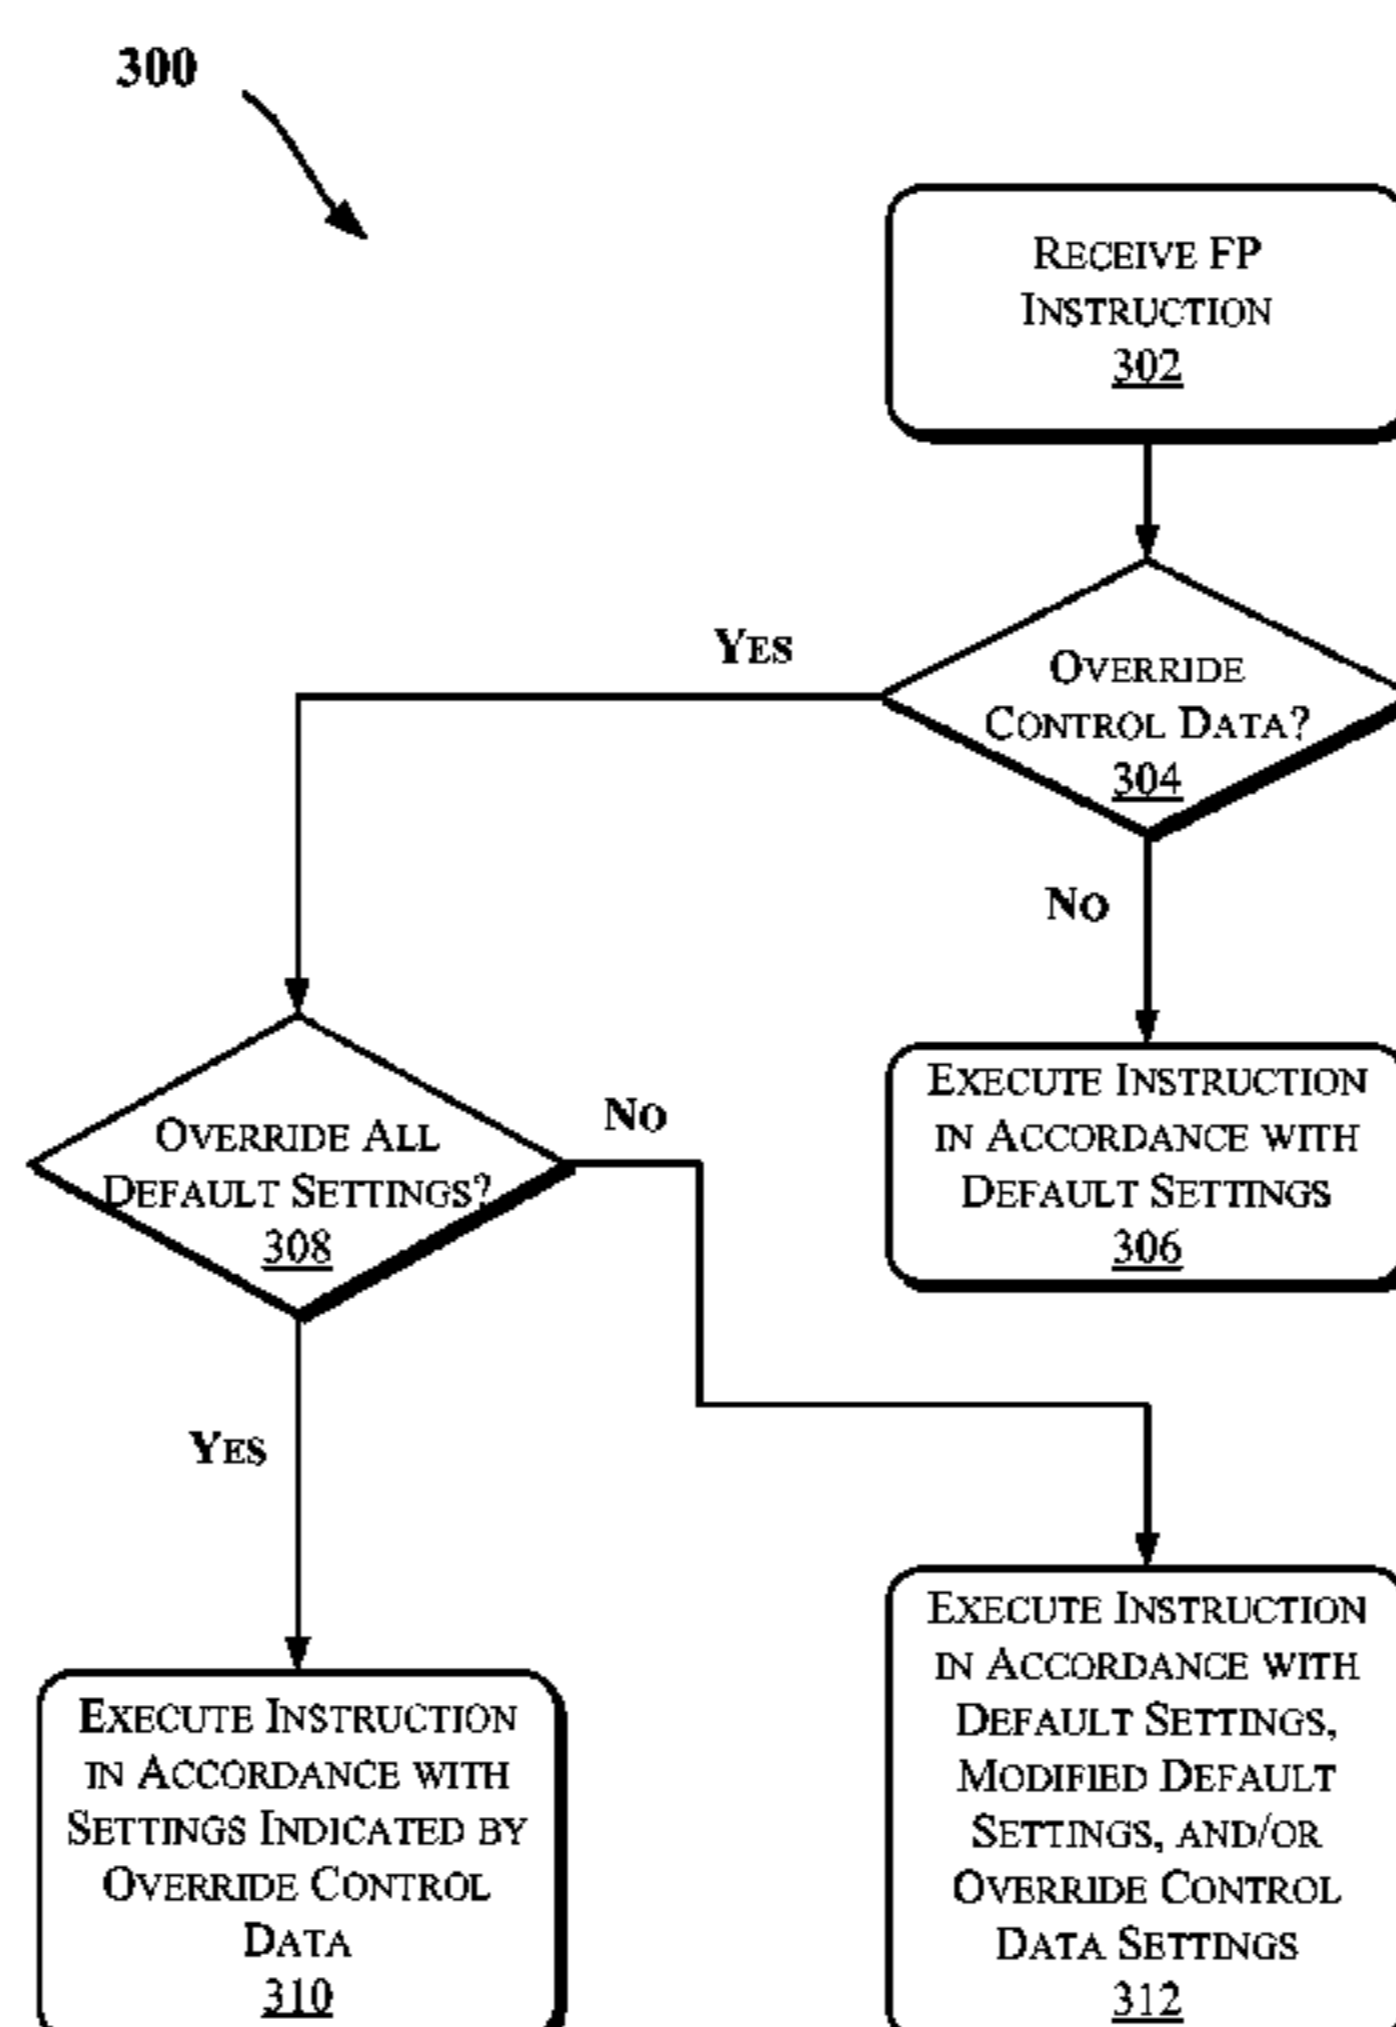 300
RECEIVE FP
INSTRUCTION
302
YES
OVERRIDE
CONTROL DATA?
304
NO
EXECUTE INSTRUCTION
IN ACCORDANCE WITH
DEFAULT SETTINGS
306
OVERRIDE ALL
DEFAULT SETTINGS?
308
NO
YES
EXECUTE INSTRUCTION
IN ACCORDANCE WITH
SETTINGS INDICATED BY
OVERRIDE CONTROL
DATA
310
EXECUTE INSTRUCTION
IN ACCORDANCE WITH
DEFAULT SETTINGS,
MODIFIED DEFAULT
SETTINGS, AND/OR
OVERRIDE CONTROL
DATA SETTINGS
312